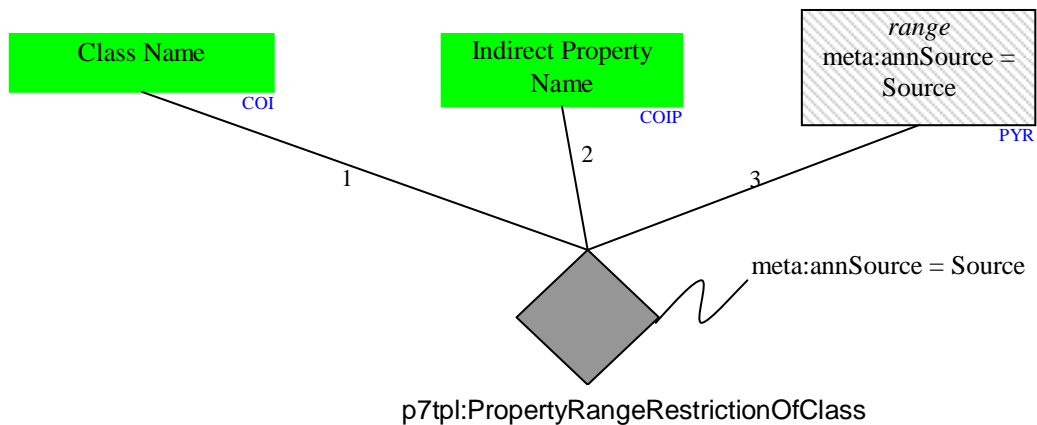 Class Name
COI
Indirect Property
Name
COIP
range
meta:annSource =
Source
PYR
1
2
3
meta:annSource = Source
p7tpl:PropertyRangeRestrictionOfClass